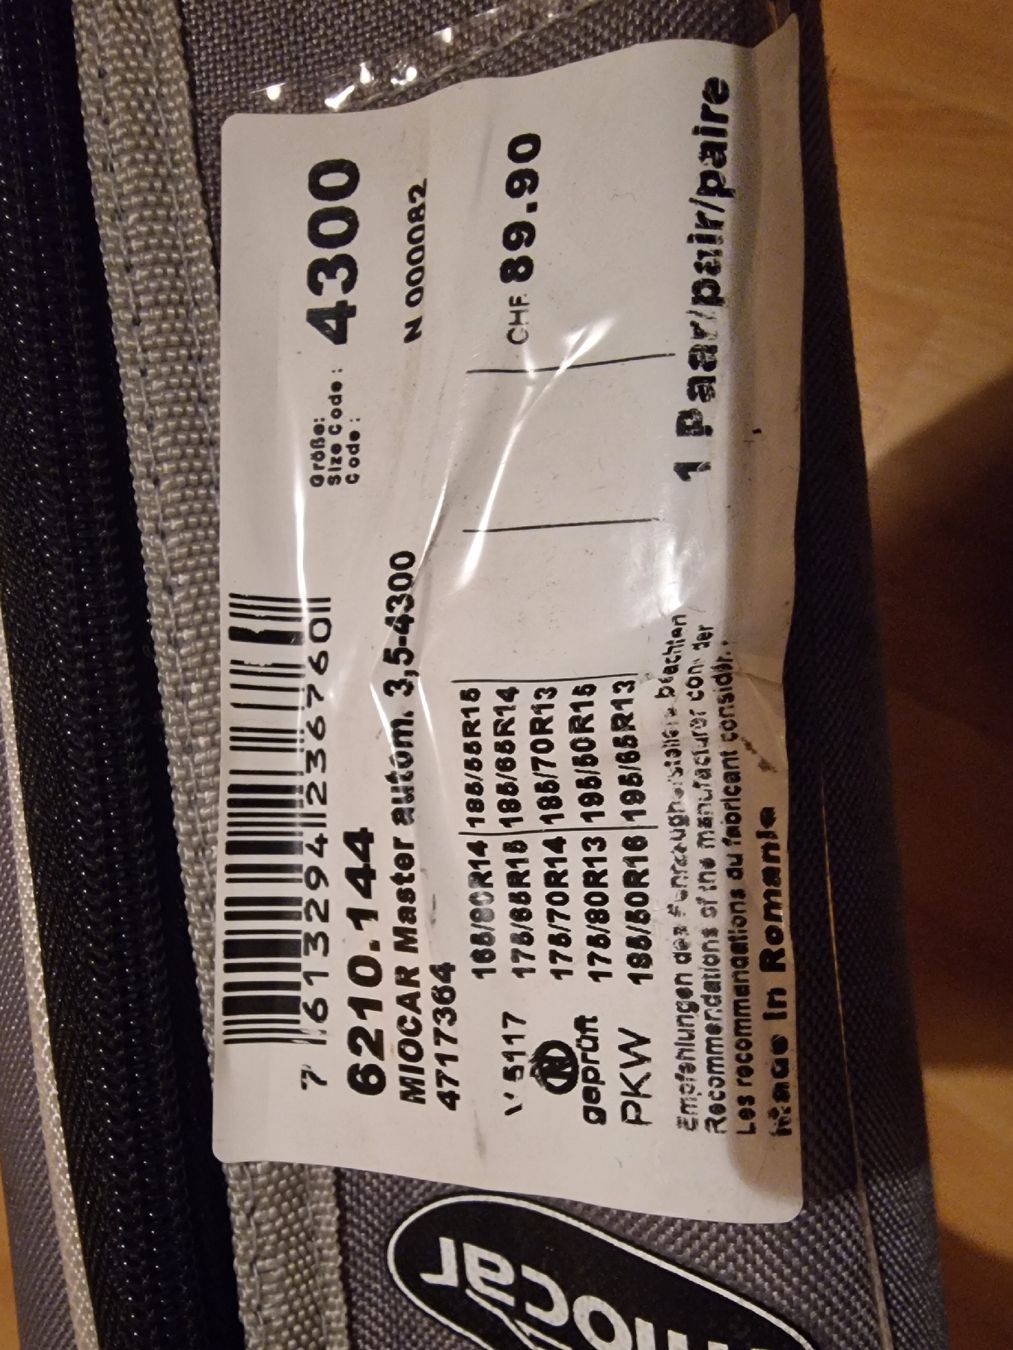 7 613294 236760
Größe:
Size Code :
Code :
4300
6210.144
MIOCAR Master autom. 3,5-4300
N 000082
4717364
V 5117
geprüft
PKW
165/80R14 185/55R15
175/65R15 185/65R14
175/70R14 185/70R13
175/80R13 195/50R15
185/50R16 195/65R13
CHF 89.90
1 Paar/pair/paire
Empfehlungen des beachten
Recommendations of the manufacturer
Les recommandations du fabricant considér.
Made in Romania
miocar